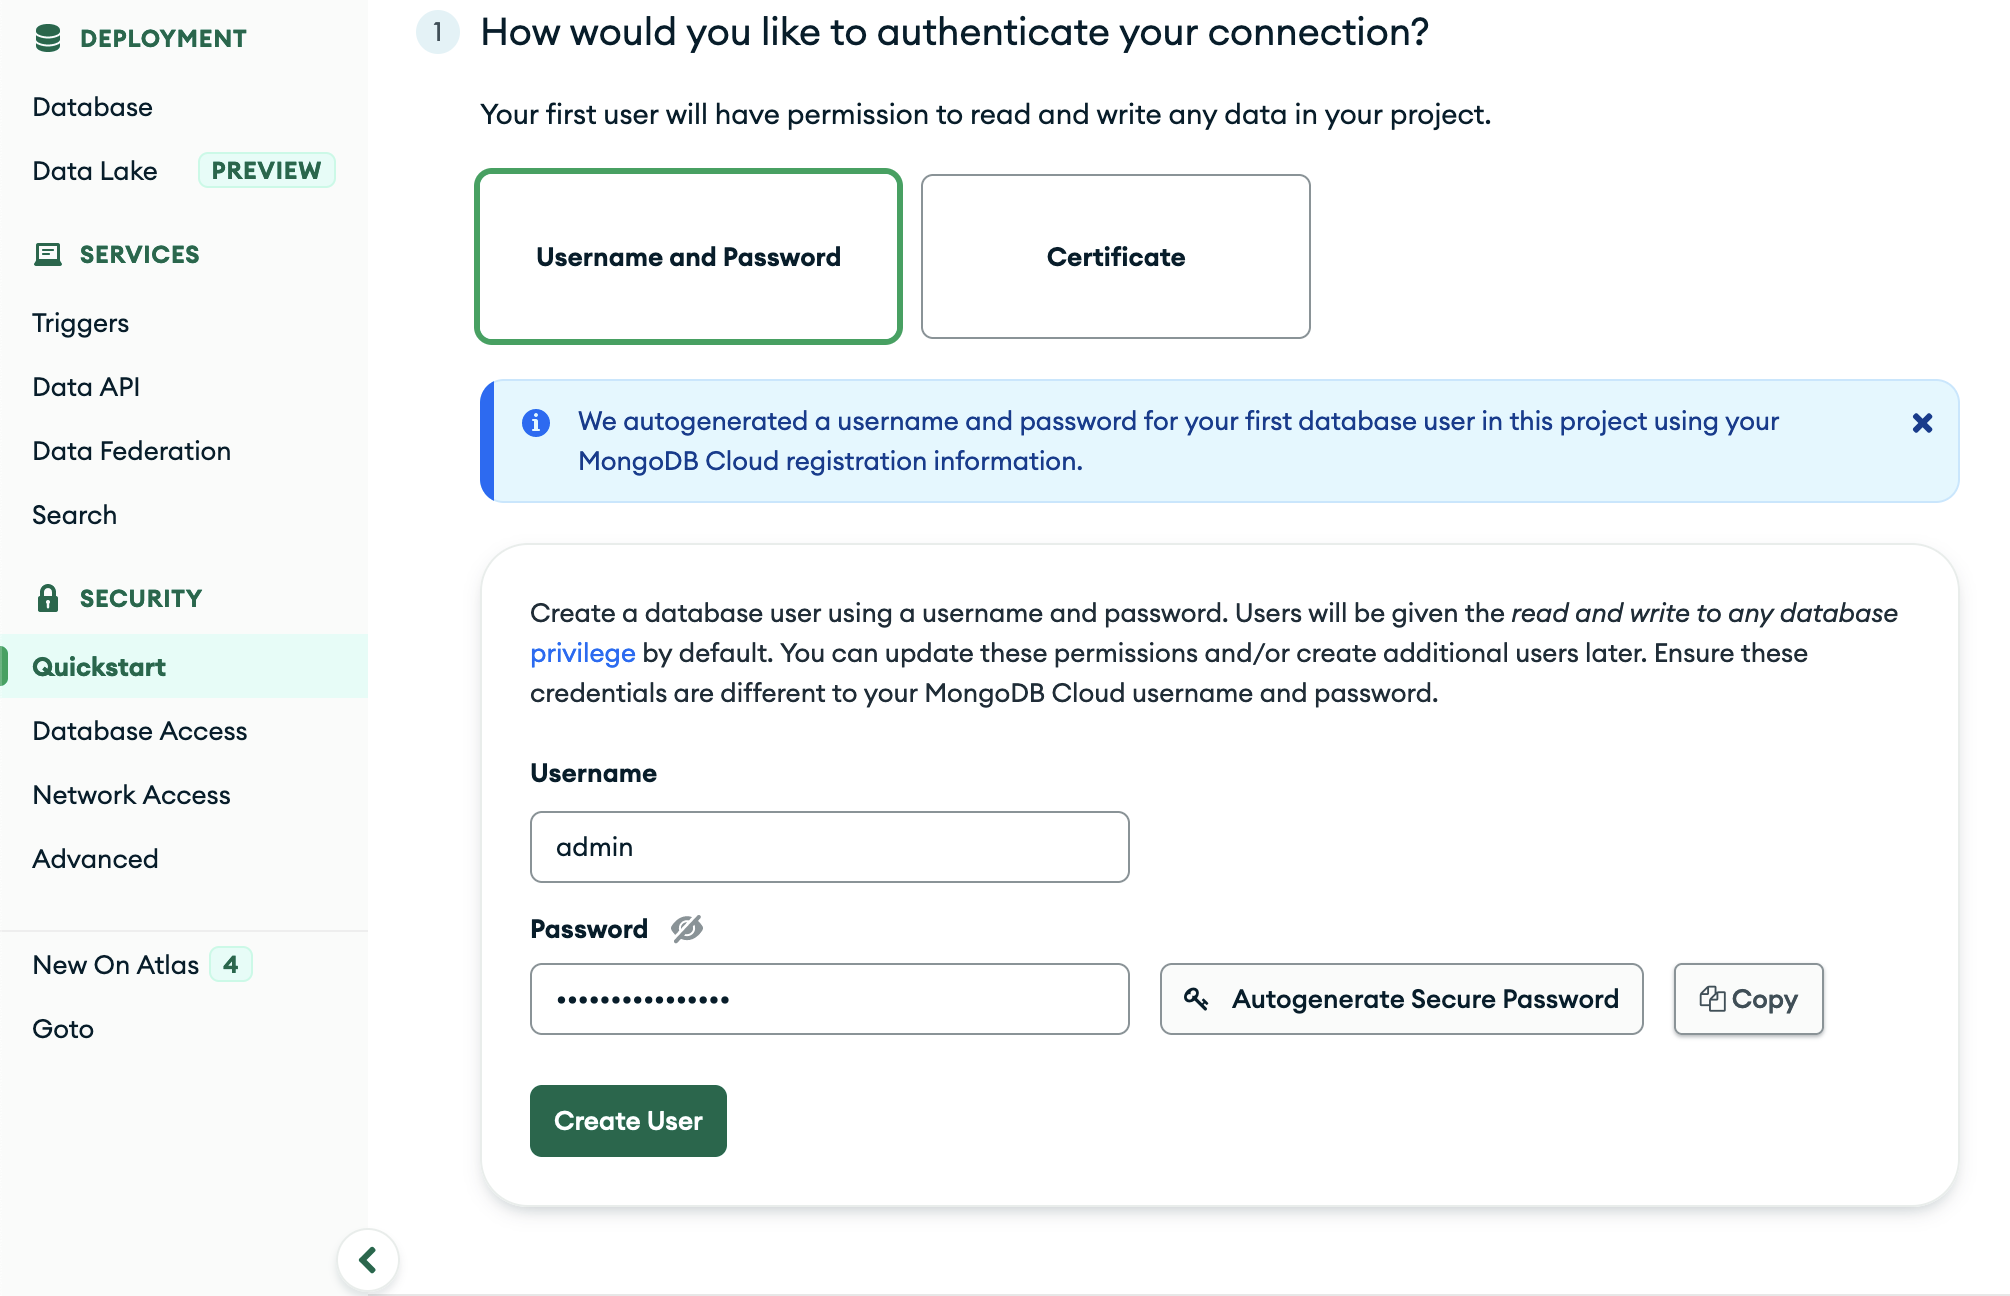 DEPLOYMENT
Database
Data Lake PREVIEW
SERVICES
Triggers
Data API
Data Federation
Search
SECURITY
Quickstart
Database Access
Network Access
Advanced
New On Atlas 4
Goto
1 How would you like to authenticate your connection?
Your first user will have permission to read and write any data in your project.
Username and Password
Certificate
We autogenerated a username and password for your first database user in this project using your
MongoDB Cloud registration information.
Create a database user using a username and password. Users will be given the read and write to any database
privilege by default. You can update these permissions and/or create additional users later. Ensure these
credentials are different to your MongoDB Cloud username and password.
Username
admin
Password
••••••••••••••••
Autogenerate Secure Password
Copy
Create User